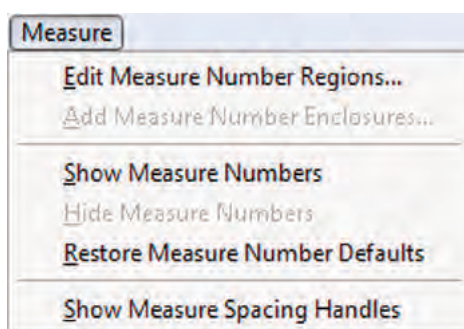 Measure
Edit Measure Number Regions...
Add Measure Number Enclosures...
Show Measure Numbers
Hide Measure Numbers
Restore Measure Number Defaults
Show Measure Spacing Handles